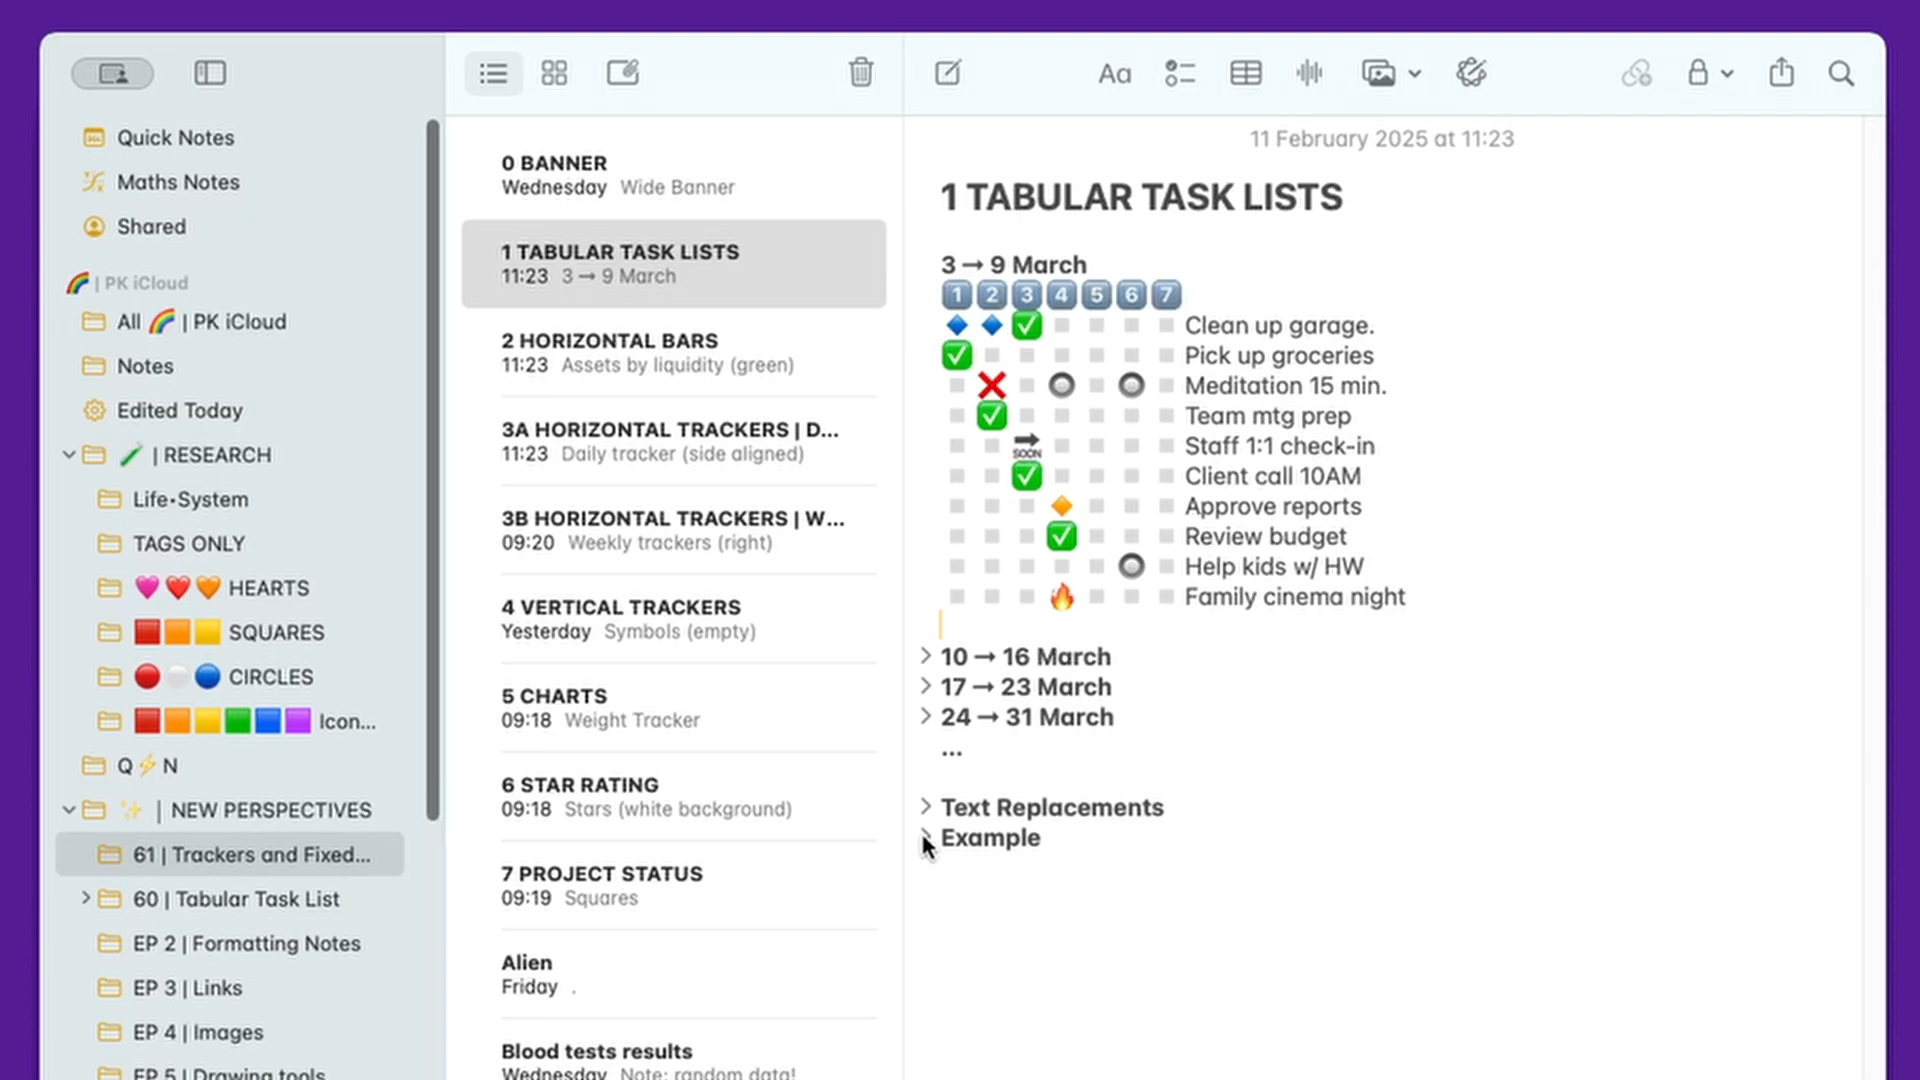 Quick Notes
Maths Notes
Shared
🌈 | PK iCloud
All 🌈 | PK iCloud
Notes
Edited Today
🧪 | RESEARCH
Life•System
TAGS ONLY
🩷 ❤️ 🧡 HEARTS
🟥 🟧 🟨 SQUARES
🔴 ⚪ 🔵 CIRCLES
🟥 🟧 🟨 🟩 🟦 🟪 Icon...
Q⚡N
✨ | NEW PERSPECTIVES
61 | Trackers and Fixed...
60 | Tabular Task List
EP 2 | Formatting Notes
EP 3 | Links
EP 4 | Images
EP 5 | Drawing tools
0 BANNER
Wednesday Wide Banner
1 TABULAR TASK LISTS
11:23 3 → 9 March
2 HORIZONTAL BARS
11:23 Assets by liquidity (green)
3A HORIZONTAL TRACKERS | D...
11:23 Daily tracker (side aligned)
3B HORIZONTAL TRACKERS | W...
09:20 Weekly trackers (right)
4 VERTICAL TRACKERS
Yesterday Symbols (empty)
5 CHARTS
09:18 Weight Tracker
6 STAR RATING
09:18 Stars (white background)
7 PROJECT STATUS
09:19 Squares
Alien
Friday .
Blood tests results
Wednesday Note: random data!
Aa
11 February 2025 at 11:23
1 TABULAR TASK LISTS
3 → 9 March
1 2 3 4 5 6 7
Clean up garage.
Pick up groceries
Meditation 15 min.
Team mtg prep
SOON Staff 1:1 check-in
Client call 10AM
Approve reports
Review budget
Help kids w/ HW
Family cinema night
10 → 16 March
17 → 23 March
24 → 31 March
...
Text Replacements
Example